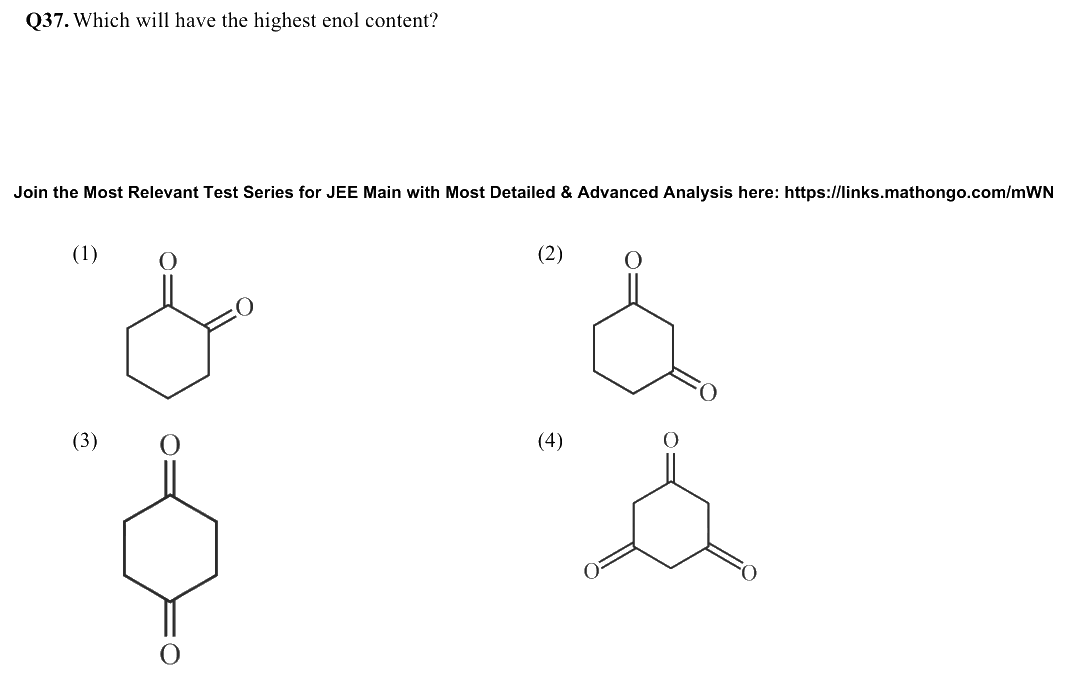 Q37. Which will have the highest enol content?
Join the Most Relevant Test Series for JEE Main with Most Detailed & Advanced Analysis here: https://links.mathongo.com/mWN
(1) (2)
O O
O
O
(3) (4)
O O
O O
O